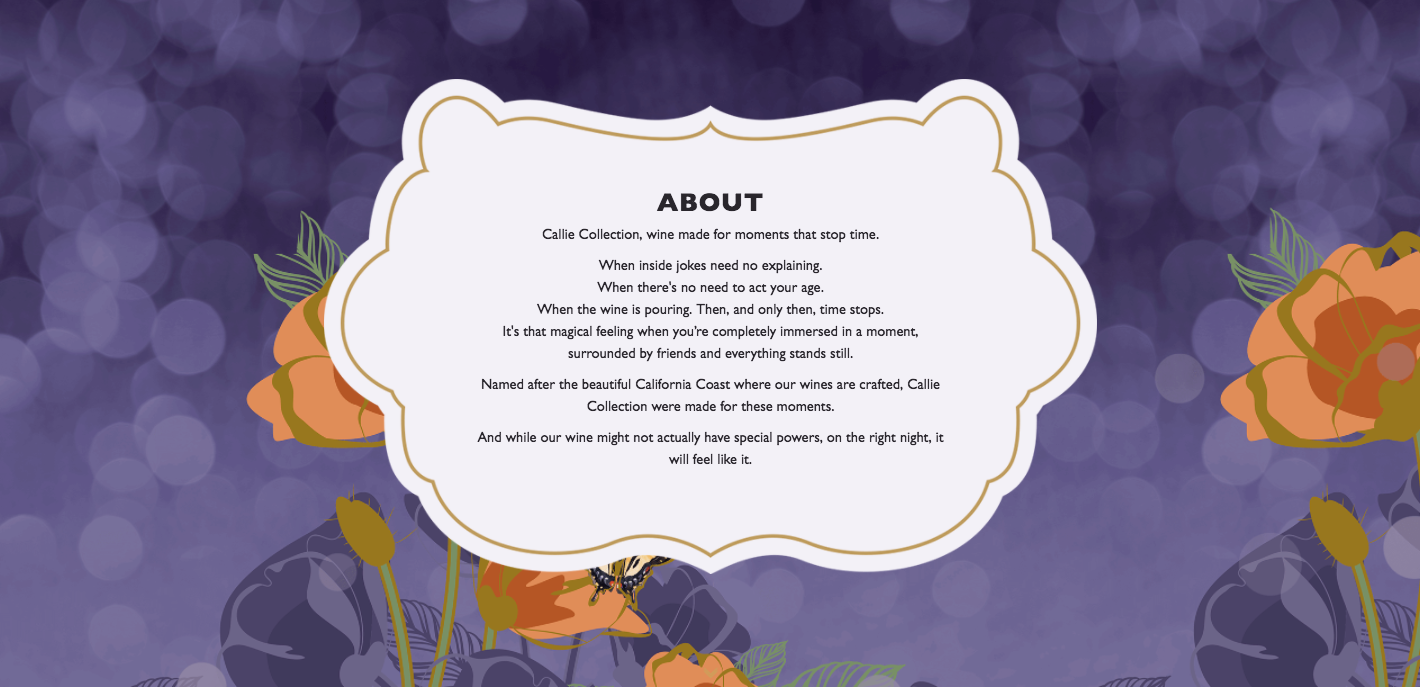 ABOUT
Callie Collection, wine made for moments that stop time.
When inside jokes need no explaining.
When there's no need to act your age.
When the wine is pouring. Then, and only then, time stops.
It's that magical feeling when you’re completely immersed in a moment,
surrounded by friends and everything stands still.
Named after the beautiful California Coast where our wines are crafted, Callie
Collection were made for these moments.
And while our wine might not actually have special powers, on the right night, it
will feel like it.